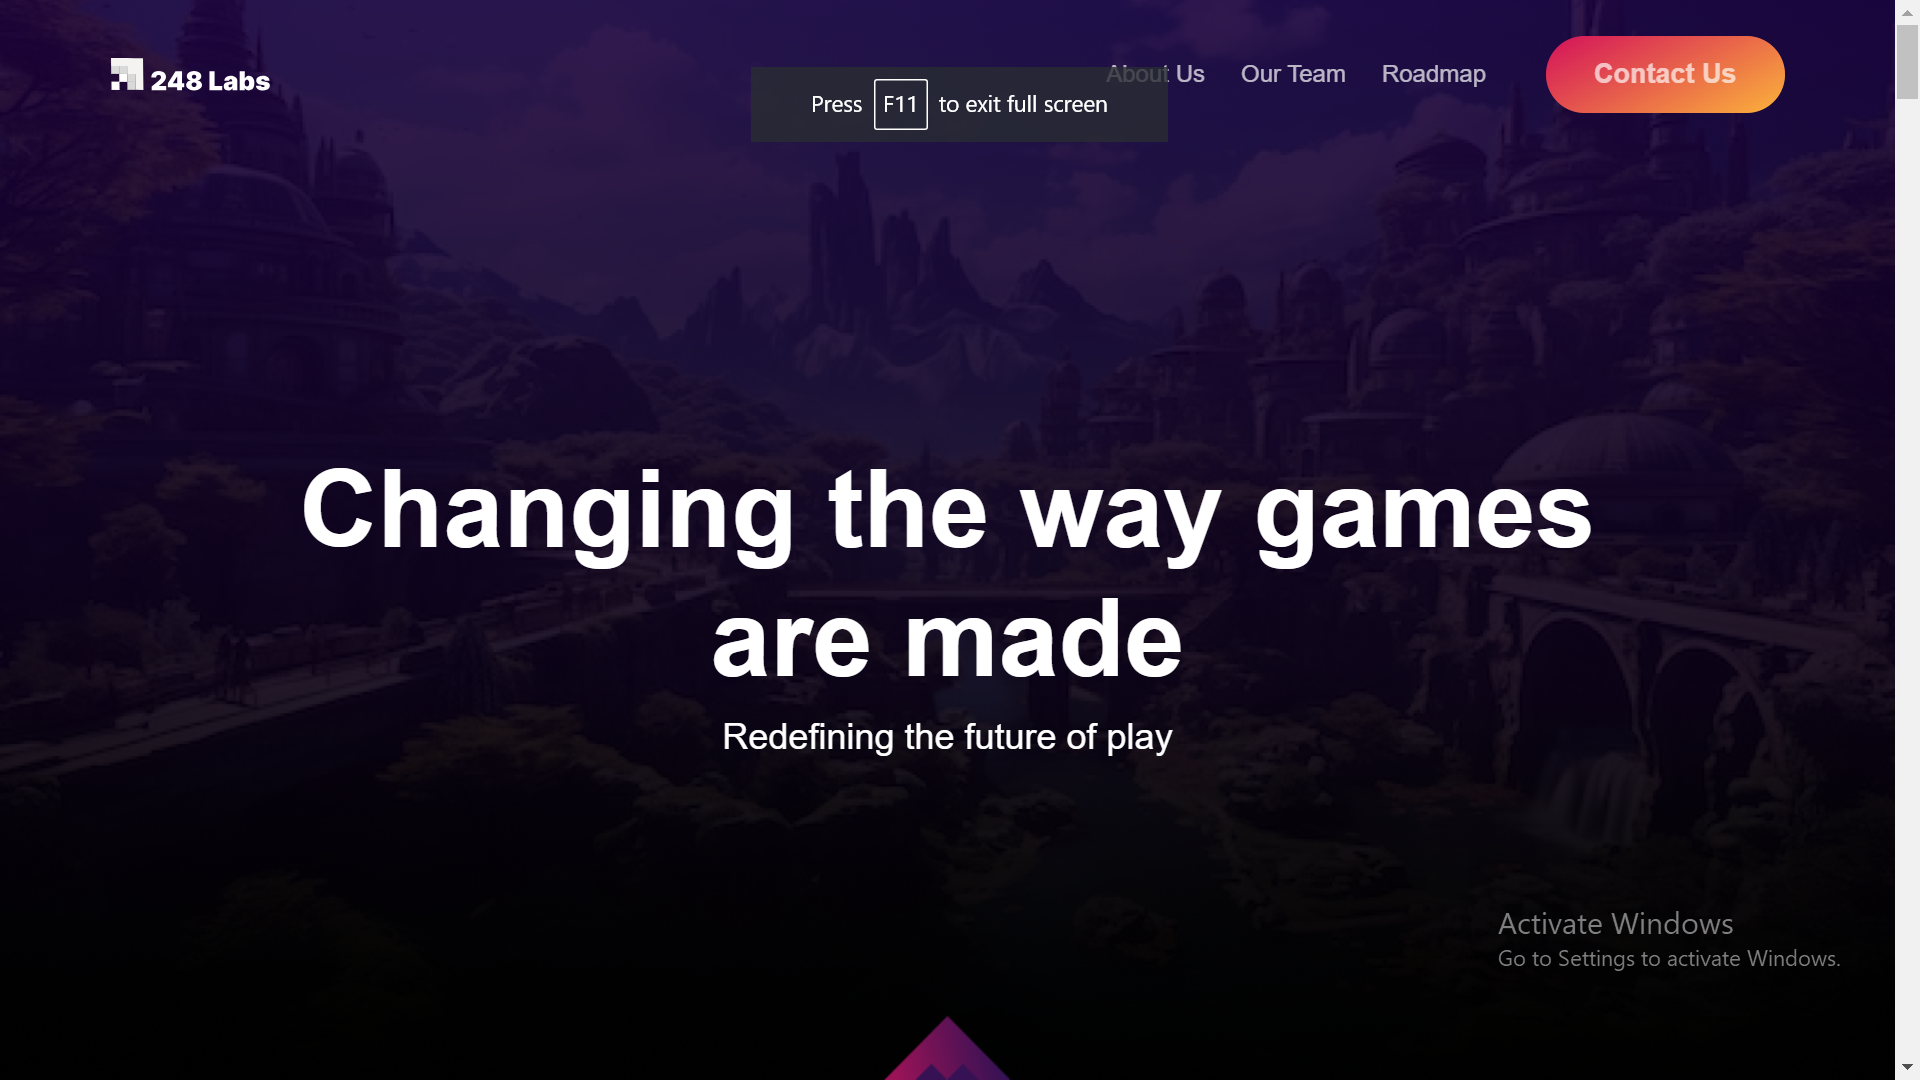 248 Labs
About Us
Our Team
Roadmap
Contact Us
Press F11 to exit full screen
Changing the way games
are made
Redefining the future of play
Activate Windows
Go to Settings to activate Windows.